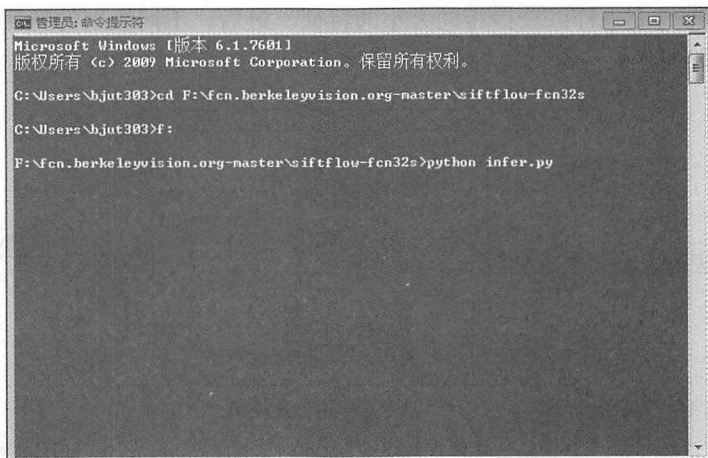 管理员: 命令提示符
Microsoft Windows [版本 6.1.7601]
版权所有 (c) 2009 Microsoft Corporation。保留所有权利。
C:\Users\bjut303>cd F:\fcn.berkeleyvision.org-master\siftflow-fcn32s
C:\Users\bjut303>f:
F:\fcn.berkeleyvision.org-master\siftflow-fcn32s>python infer.py